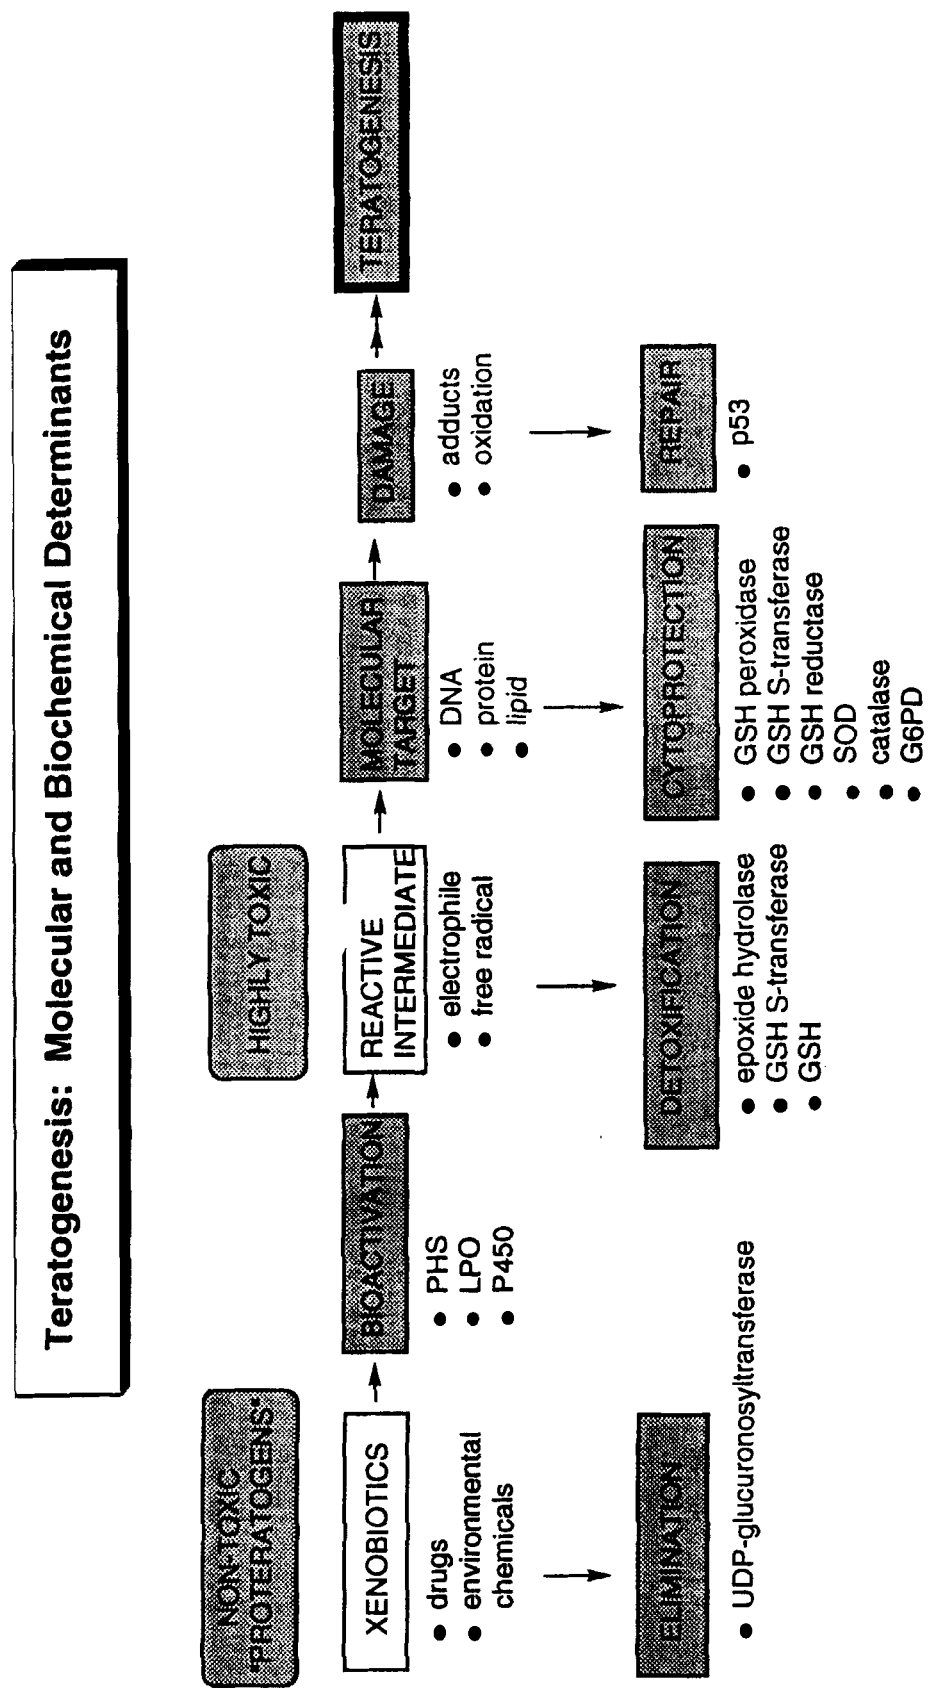 Teratogenesis: Molecular and Biochemical Determinants
NON-TOXIC
"PROTERATOGENS"
HIGHLY TOXIC
XENOBIOTICS
• drugs
• environmental
chemicals
BIOACTIVATION
• PHS
• LPO
• P450
REACTIVE
INTERMEDIATE
• electrophile
• free radical
MOLECULAR
TARGET
• DNA
• protein
• lipid
DAMAGE
• adducts
• oxidation
TERATOGENESIS
ELIMINATION
• UDP-glucuronosyltransferase
DETOXIFICATION
• epoxide hydrolase
• GSH S-transferase
• GSH
CYTOPROTECTION
• GSH peroxidase
• GSH S-transferase
• GSH reductase
• SOD
• catalase
• G6PD
REPAIR
• p53